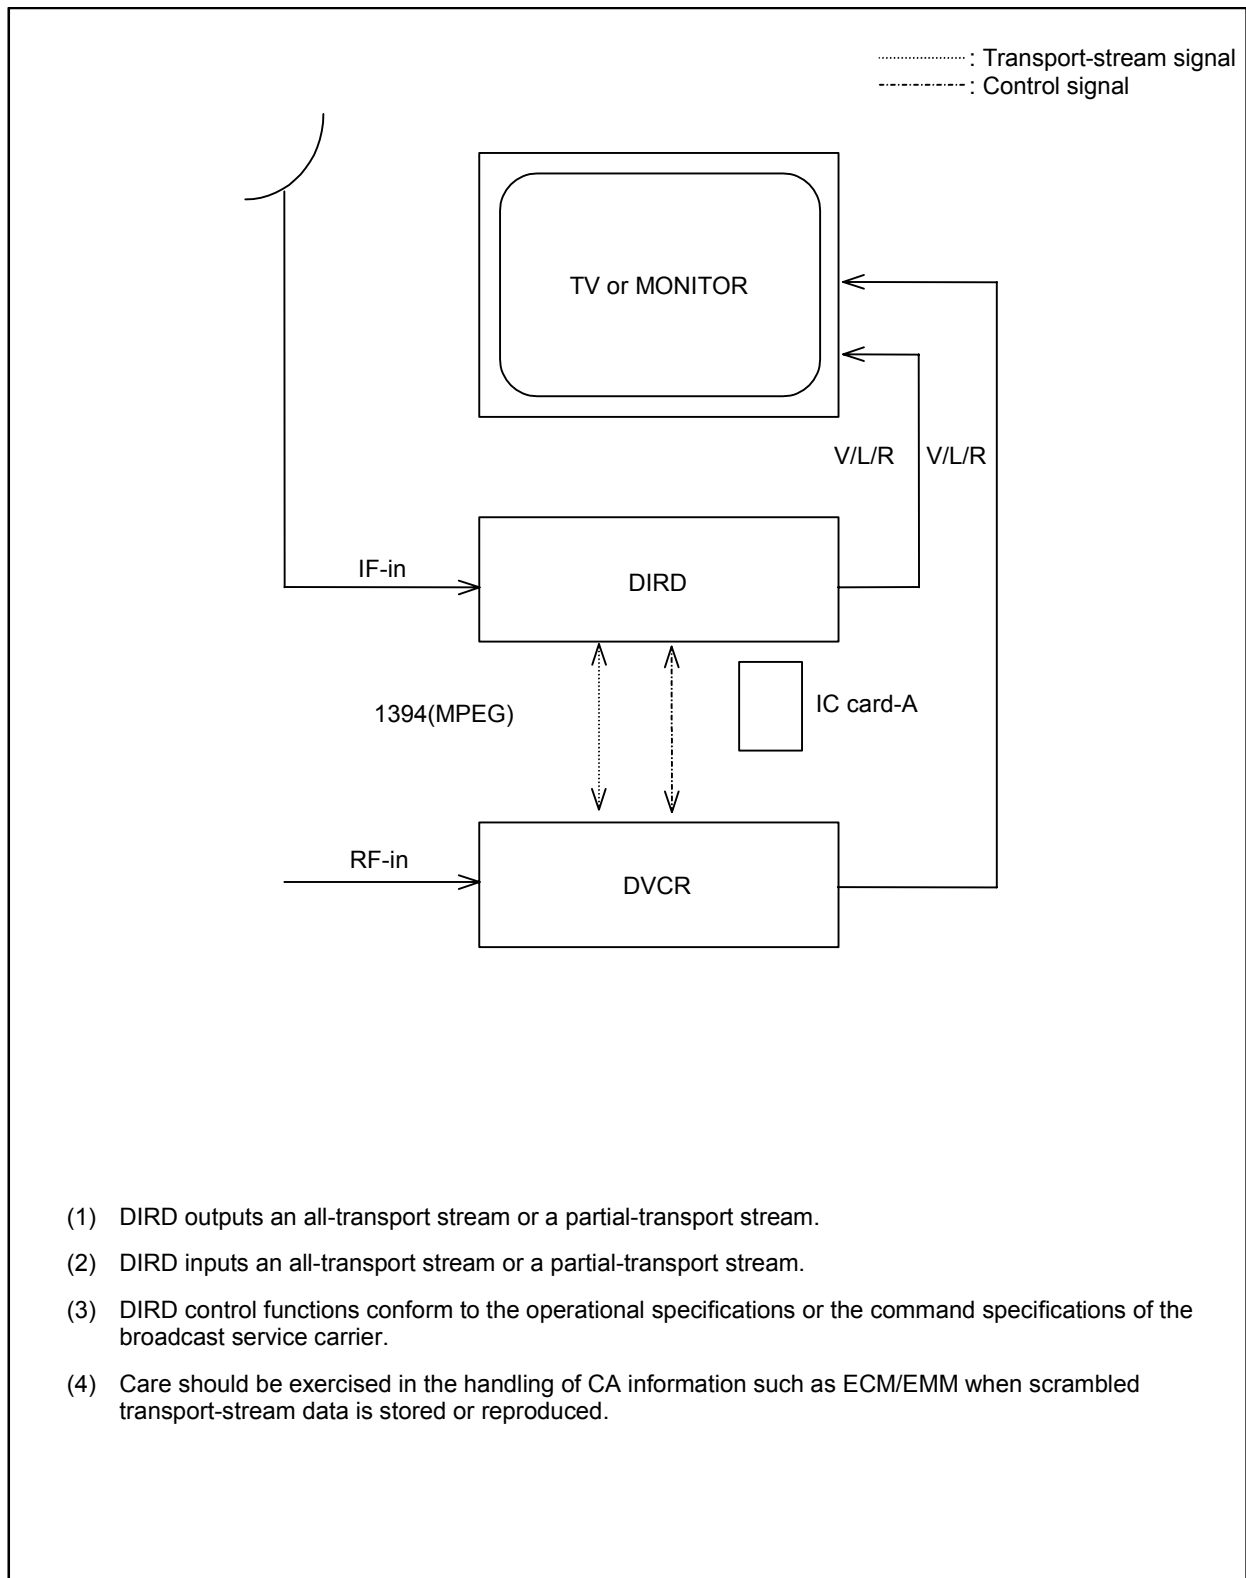 : Transport-stream signal
: Control signal
TV or MONITOR
V/L/R
V/L/R
IF-in
DIRD
1394(MPEG)
IC card-A
RF-in
DVCR
(1) DIRD outputs an all-transport stream or a partial-transport stream.
(2) DIRD inputs an all-transport stream or a partial-transport stream.
(3) DIRD control functions conform to the operational specifications or the command specifications of the
broadcast service carrier.
(4) Care should be exercised in the handling of CA information such as ECM/EMM when scrambled
transport-stream data is stored or reproduced.